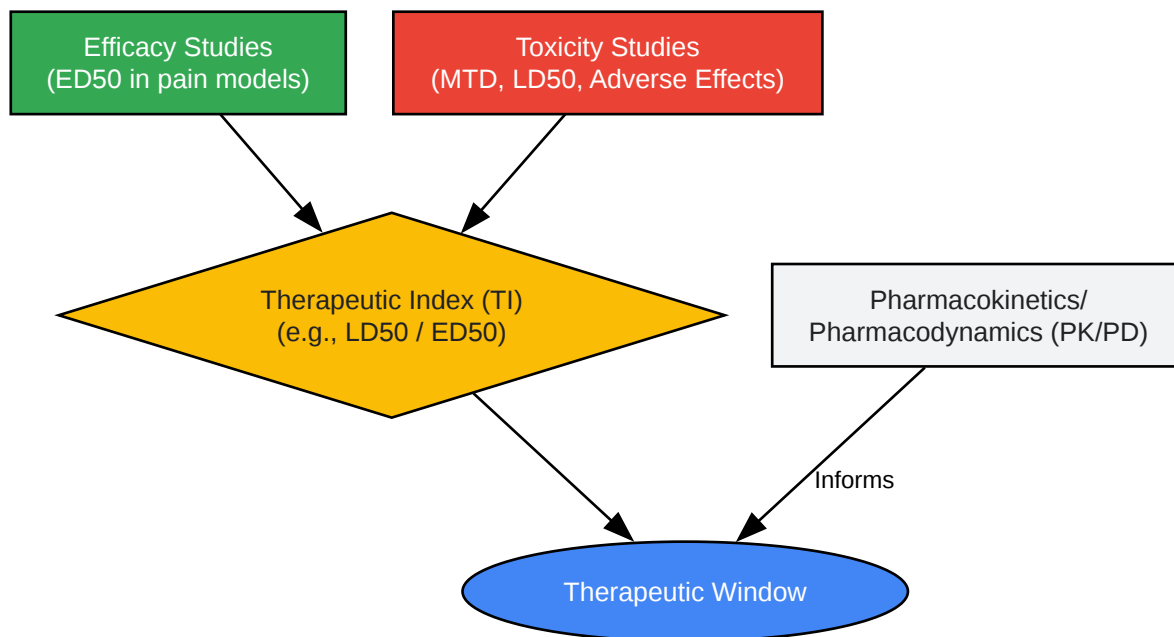 Efficacy Studies
(ED50 in pain models)
Toxicity Studies
(MTD, LD50, Adverse Effects)
Therapeutic Index (TI)
(e.g., LD50 / ED50)
Pharmacokinetics/
Pharmacodynamics (PK/PD)
Informs
Therapeutic Window